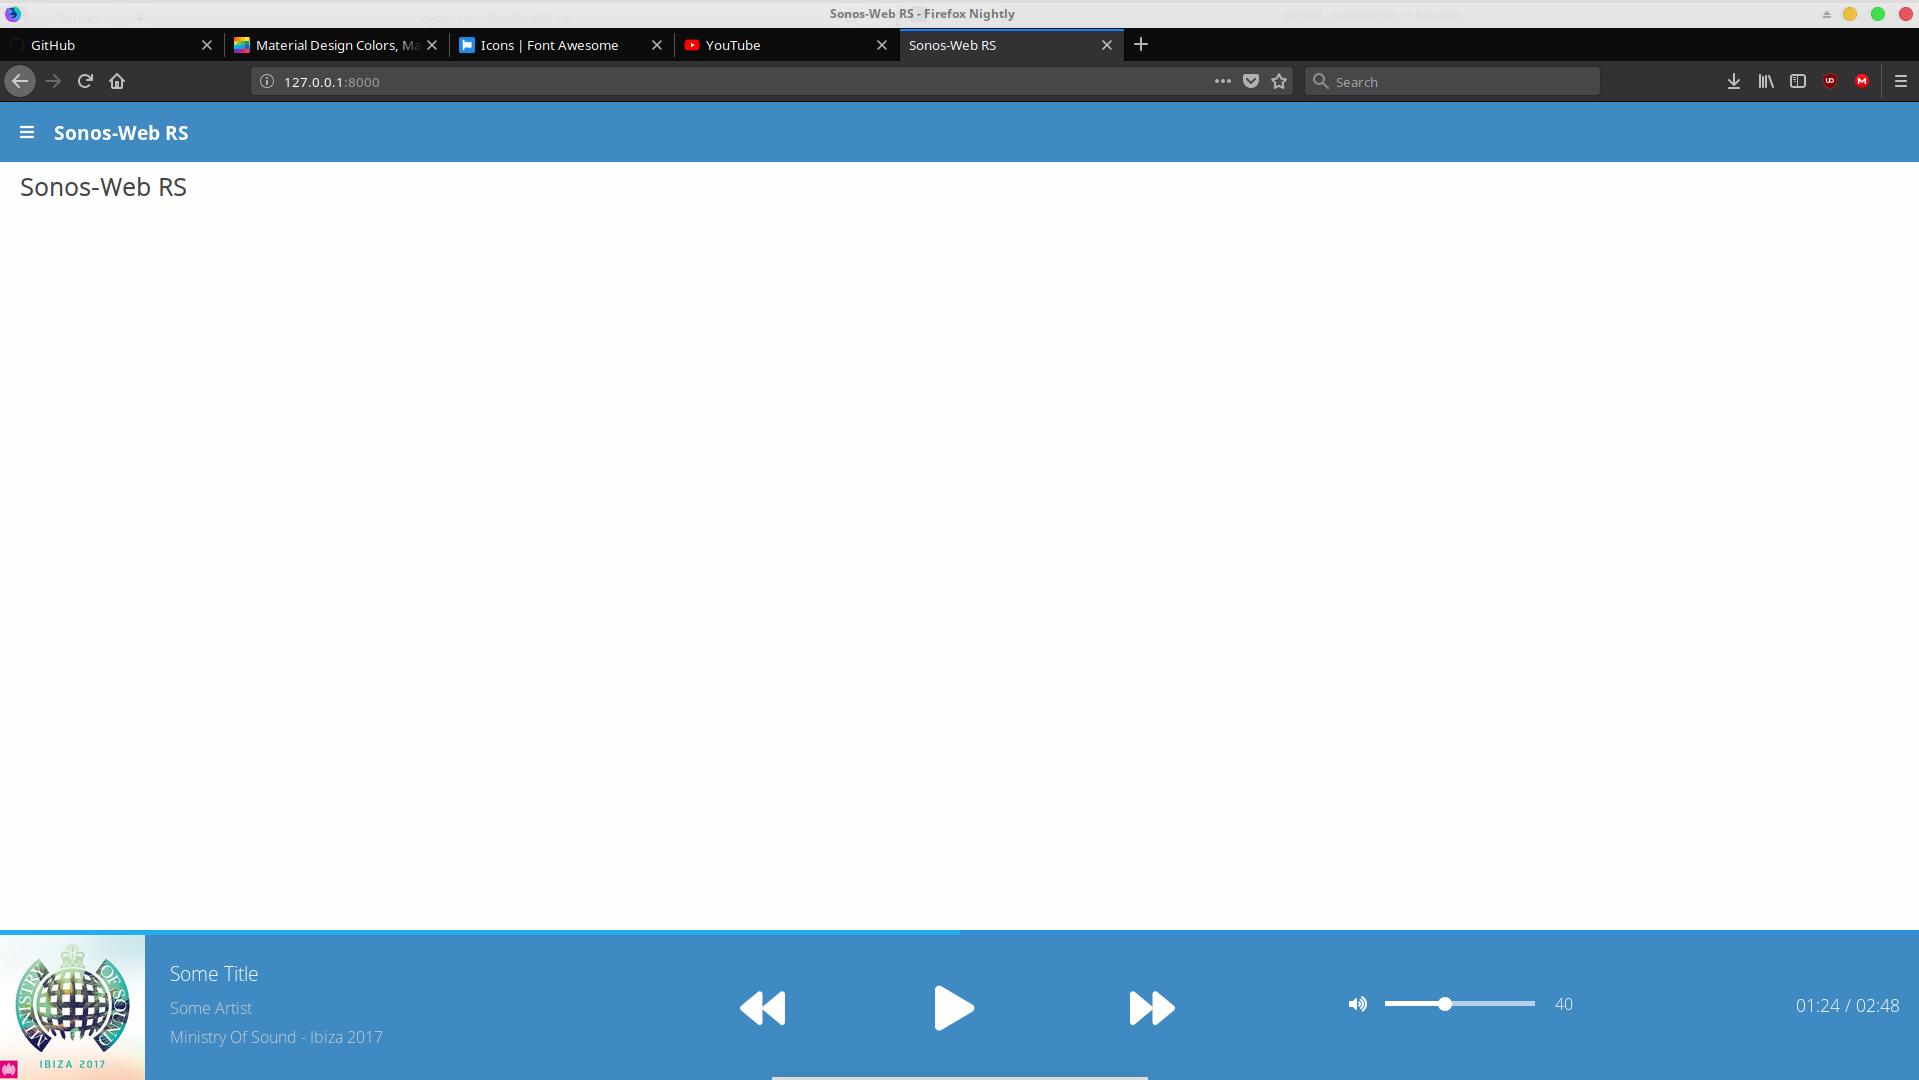 Sonos-Web RS - Firefox Nightly
GitHub
Material Design Colors, Ma
Icons | Font Awesome
YouTube
Sonos-Web RS
127.0.0.1:8000
Search
Sonos-Web RS
Sonos-Web RS
Some Title
Some Artist
Ministry Of Sound - Ibiza 2017
MINISTRY OF SOUND
IBIZA 2017
40
01:24 / 02:48